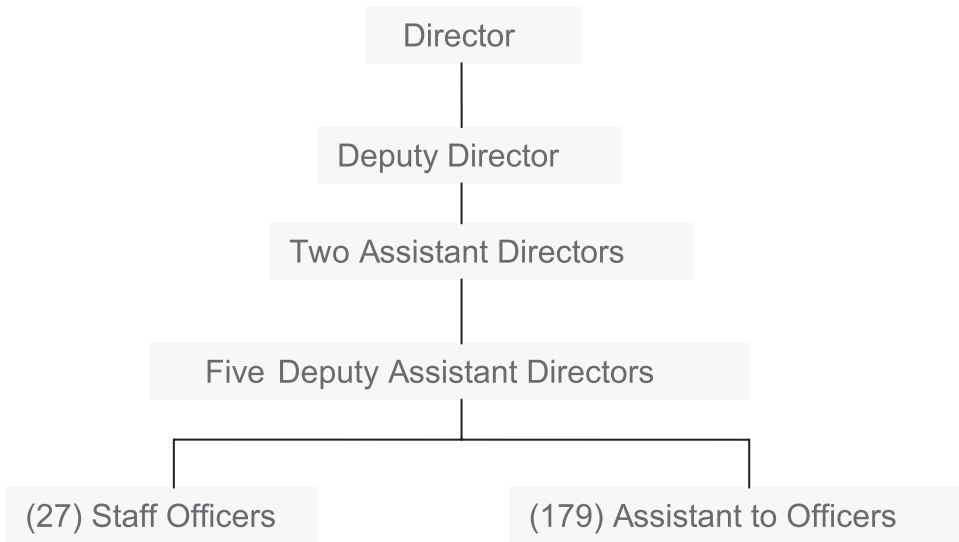 Director
Deputy Director
Two Assistant Directors
Five Deputy Assistant Directors
(27) Staff Officers
(179) Assistant to Officers